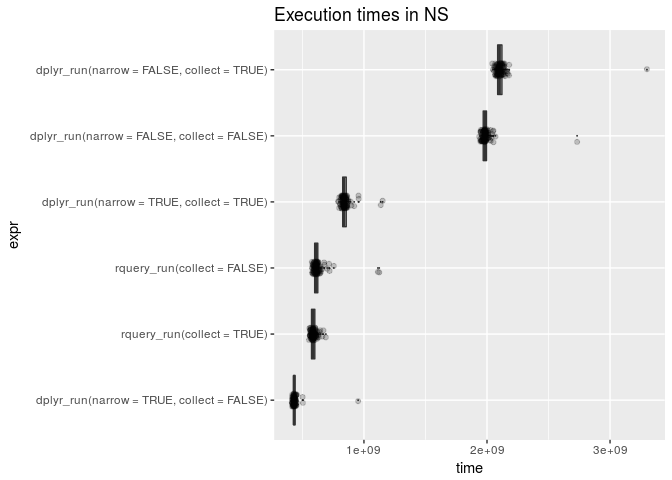 Execution times in NS
dplyr_run(narrow = FALSE, collect = TRUE)
dplyr_run(narrow = FALSE, collect = FALSE)
dplyr_run(narrow = TRUE, collect = TRUE)
rquery_run(collect = FALSE)
rquery_run(collect = TRUE)
dplyr_run(narrow = TRUE, collect = FALSE)
expr
1e+09 2e+09 3e+09
time